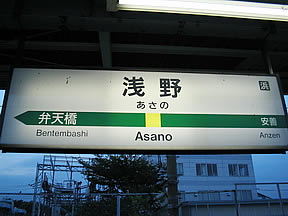 浅野
浜
あさの
弁天橋
安善
Bentembashi
Asano
Anzen